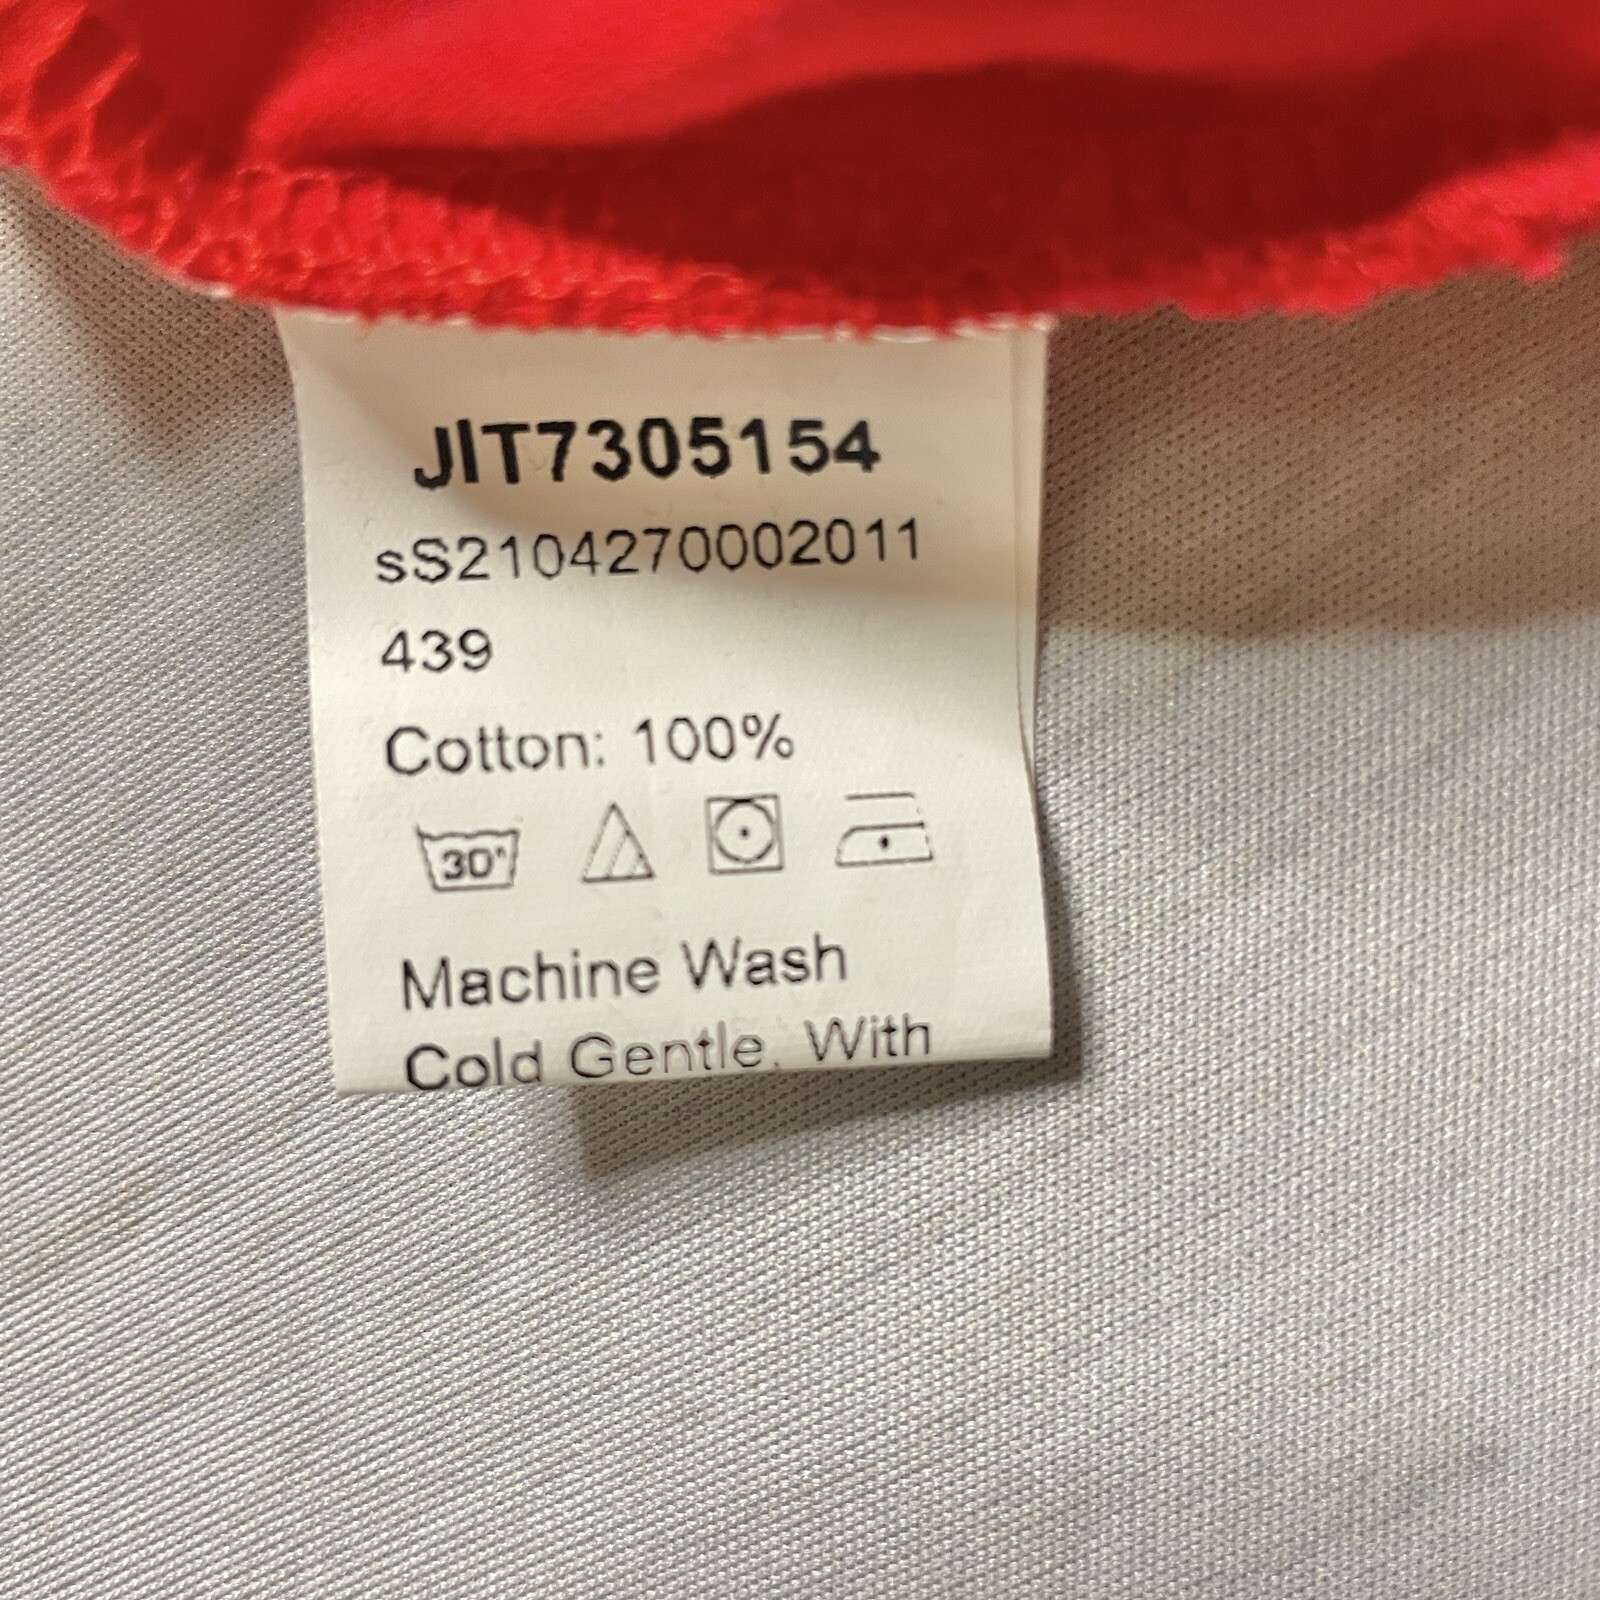 JIT7305154
sS2104270002011
439
Cotton: 100%
30°
Machine Wash
Cold Gentle. With